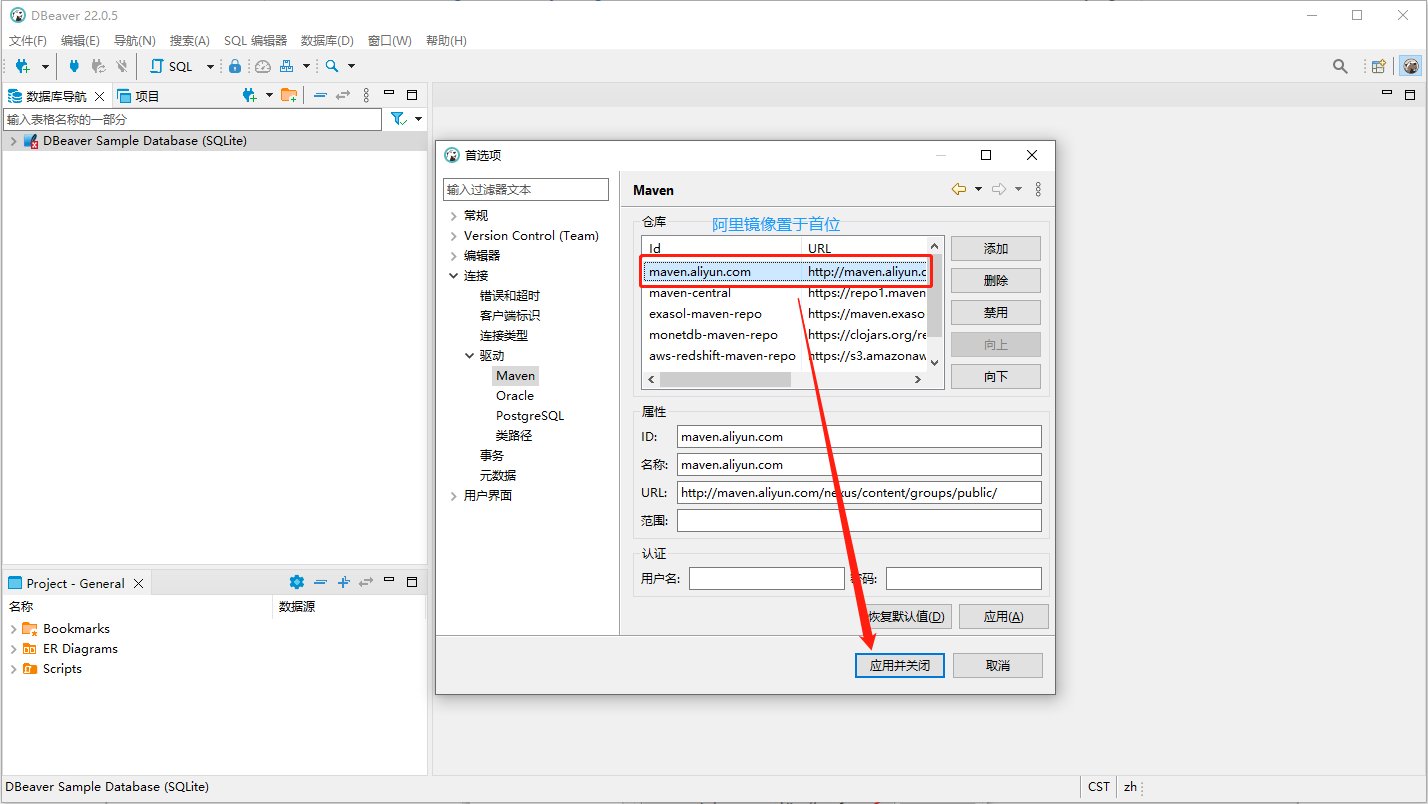 DBeaver 22.0.5
文件(F) 编辑(E) 导航(N) 搜索(A) SQL 编辑器 数据库(D) 窗口(W) 帮助(H)
SQL
数据库导航 项目
输入表格名称的一部分
DBeaver Sample Database (SQLite)
首选项
输入过滤器文本
常规
Version Control (Team)
编辑器
连接
错误和超时
客户端标识
连接类型
驱动
Maven
Oracle
PostgreSQL
类路径
事务
元数据
用户界面
Maven
仓库
阿里镜像置于首位
Id URL
maven.aliyun.com http://maven.aliyun.c
maven-central https://repo1.maven
exasol-maven-repo https://maven.exaso
monetdb-maven-repo https://clojars.org/re
aws-redshift-maven-repo https://s3.amazonaw
添加
删除
禁用
向上
向下
属性
ID: maven.aliyun.com
名称: maven.aliyun.com
URL: http://maven.aliyun.com/nexus/content/groups/public/
范围:
认证
用户名: 码:
恢复默认值(D) 应用(A)
应用并关闭 取消
Project - General
名称 数据源
Bookmarks
ER Diagrams
Scripts
DBeaver Sample Database (SQLite) CST zh